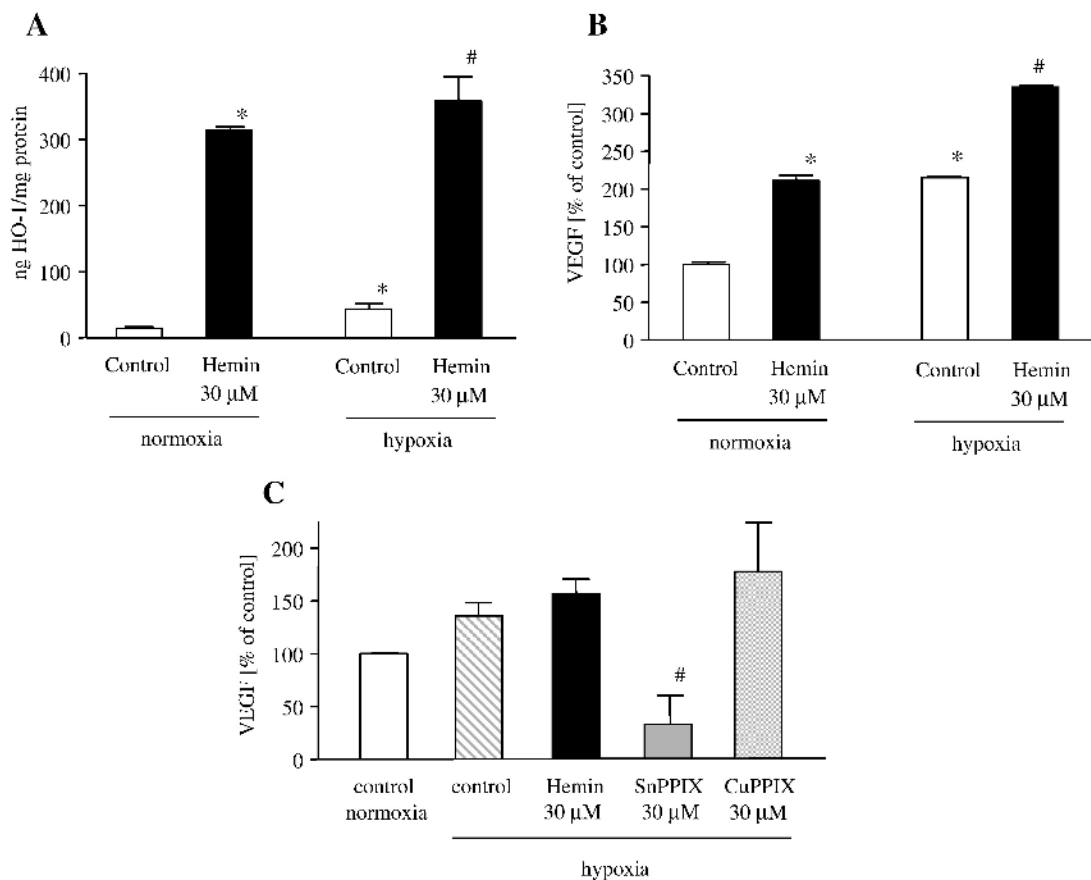 A
ng HO-1/mg protein
400
300
200
100
0
*
*
#
Control
Hemin
30 µM
Control
Hemin
30 µM
normoxia
hypoxia
B
VEGF [% of control]
350
300
250
200
150
100
50
0
*
*
#
Control
Hemin
30 µM
Control
Hemin
30 µM
normoxia
hypoxia
C
VEGF [% of control]
200
150
100
50
0
#
control
normoxia
control
Hemin
30 µM
SnPPIX
30 µM
CuPPIX
30 µM
hypoxia